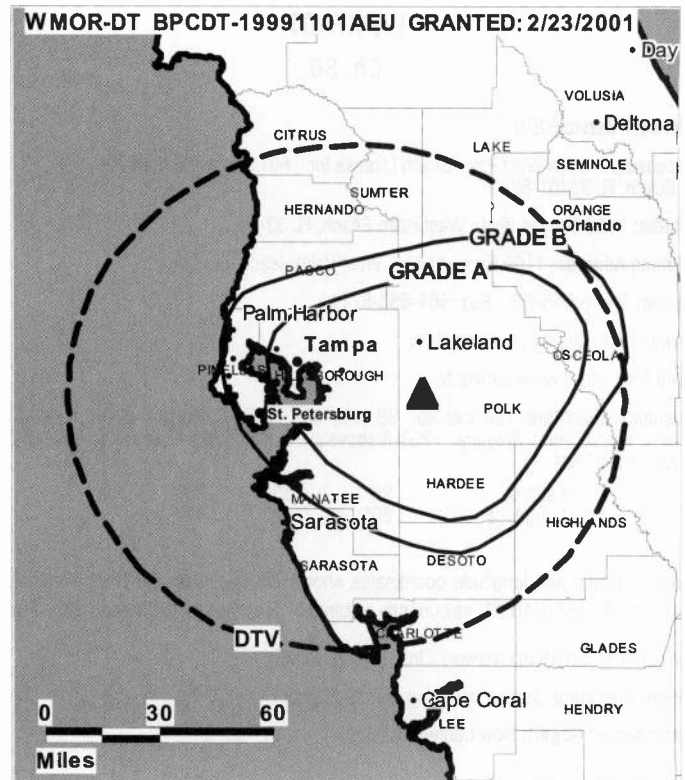 WMOR-DT BPCDT-19991101AEU GRANTED: 2/23/2001
Day
VOLUSIA
Deltona
CITRUS
LAKE
SEMINOLE
SUMTER
HERNANDO
ORANGE
Orlando
GRADE B
PASCO
GRADE A
Palm Harbor
Tampa
Lakeland
OSCEOLA
PINELLAS
HILLSBOROUGH
St. Petersburg
POLK
HARDEE
MANATEE
Sarasota
HIGHLANDS
SARASOTA
DESOTO
DTV
CHARLOTTE
GLADES
0 30 60
Miles
Cape Coral
LEE
HENDRY